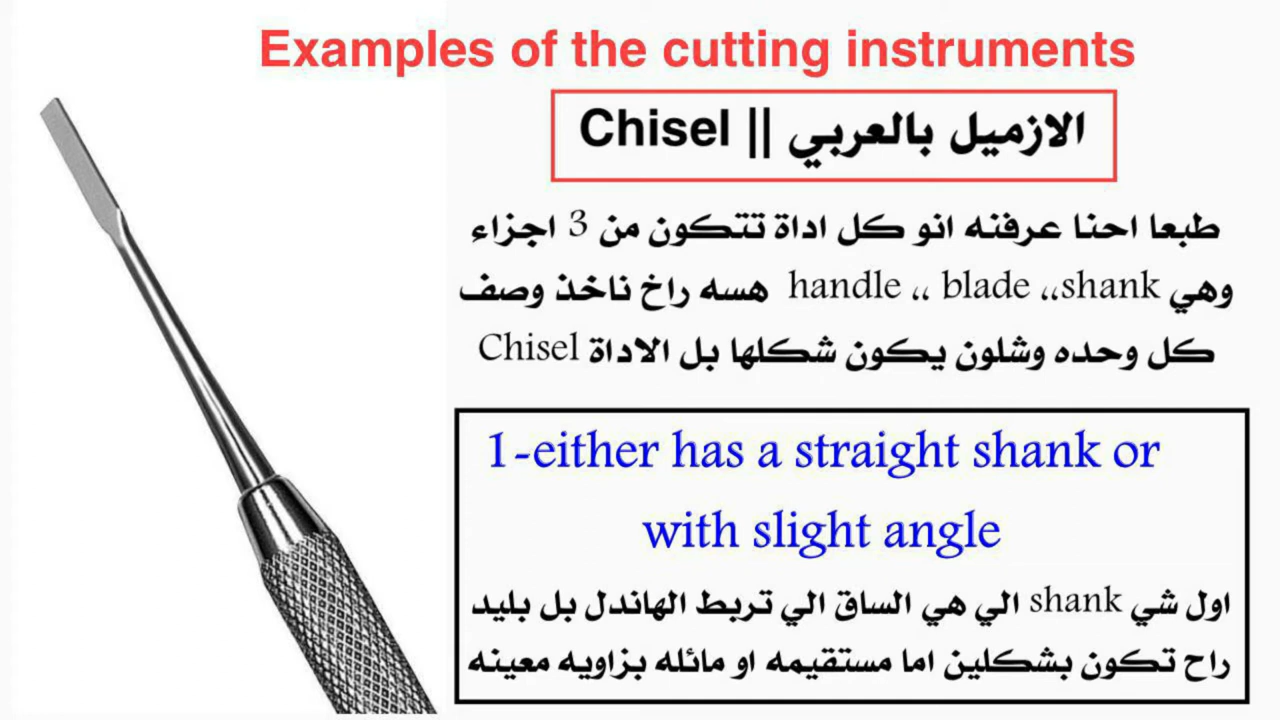 Examples of the cutting instruments
الازميل بالعربي || Chisel
طبعا احنا عرفنه انو كل اداة تتكون من 3 اجزاء
وهي handle ،، blade ،،shank هسه راخ ناخذ وصف
كل وحده وشلون يكون شكلها بل الاداة Chisel
1-either has a straight shank or
with slight angle
اول شي shank الي هي الساق الي تربط الهاندل بل بليد
راح تكون بشكلين اما مستقيمه او مائله بزاويه معينه